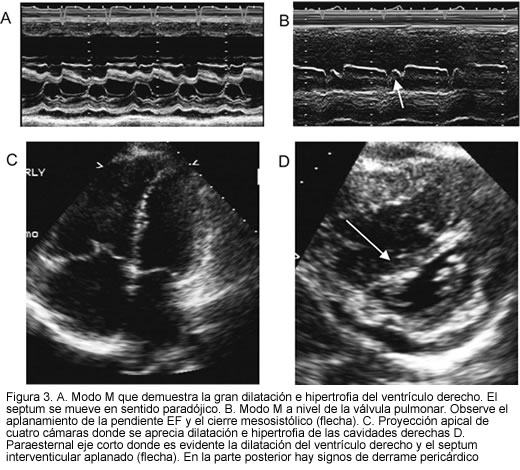 A
B
C
RLY
mo
D
Figura 3. A. Modo M que demuestra la gran dilatación e hipertrofia del ventrículo derecho. El
septum se mueve en sentido paradójico. B. Modo M a nivel de la válvula pulmonar. Observe el
aplanamiento de la pendiente EF y el cierre mesosistólico (flecha). C. Proyección apical de
cuatro cámaras donde se aprecia dilatación e hipertrofia de las cavidades derechas D.
Paraesternal eje corto donde es evidente la dilatación del ventrículo derecho y el septum
interventicular aplanado (flecha). En la parte posterior hay signos de derrame pericárdico